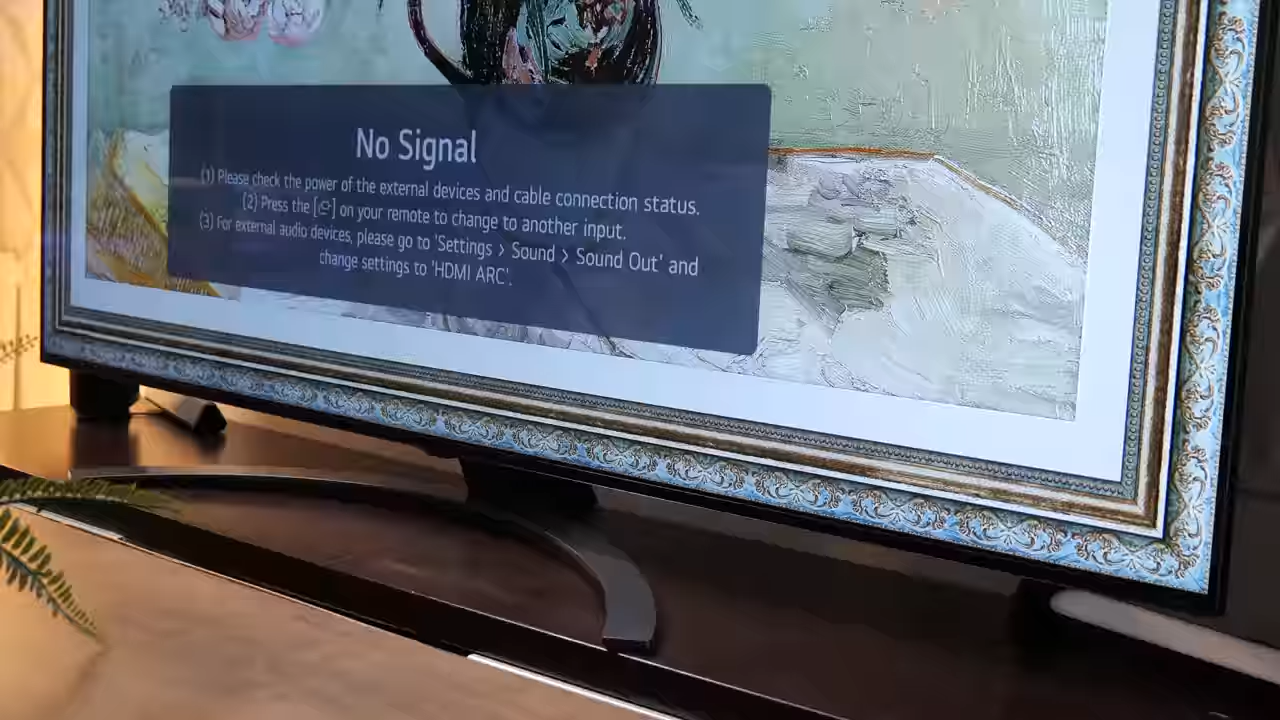 No Signal
(1) Please check the power of the external devices and cable connection status.
(2) Press the [⮺] on your remote to change to another input.
(3) For external audio devices, please go to 'Settings > Sound > Sound Out' and
change settings to 'HDMI ARC'.